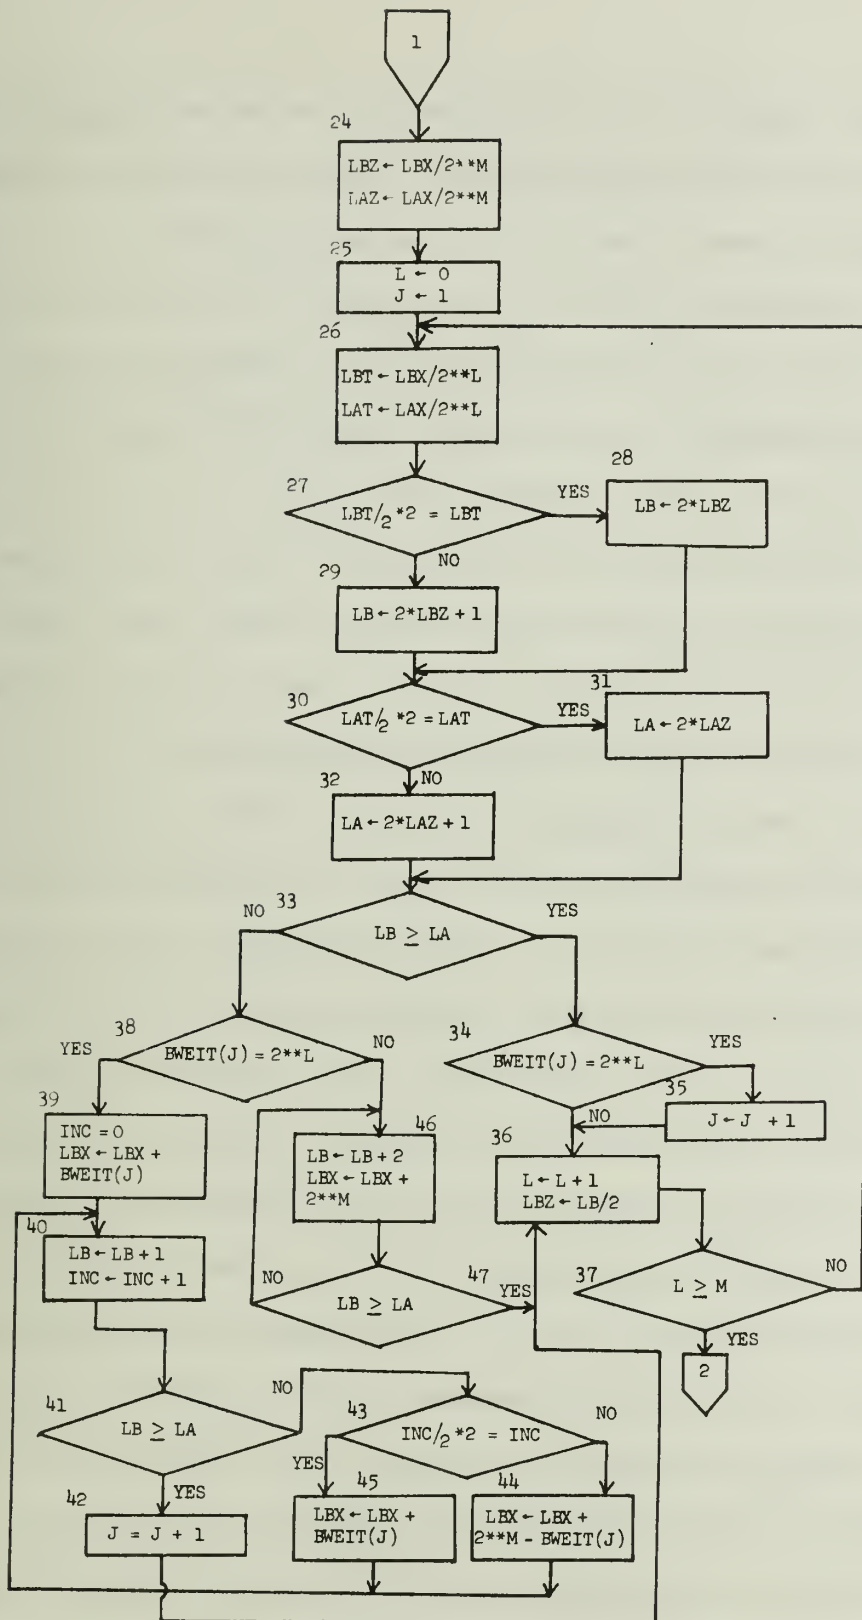 1
24
LBZ ← LBX/2**M
LAZ ← LAX/2**M
25
L ← 0
J ← 1
26
LBT ← LBX/2**L
LAT ← LAX/2**L
27
LBT/2 *2 = LBT
YES
28
LB ← 2*LBZ
NO
29
LB ← 2*LBZ + 1
30
LAT/2 *2 = LAT
YES
31
LA ← 2*LAZ
NO
32
LA ← 2*LAZ + 1
33
NO
YES
LB ≥ LA
38
YES
BWEIT(J) = 2**L
NO
34
BWEIT(J) = 2**L
YES
35
J ← J + 1
NO
39
INC = 0
LBX ← LBX +
BWEIT(J)
46
LB ← LB + 2
LBX ← LBX +
2**M
36
L ← L + 1
LBZ ← LB/2
40
LB ← LB + 1
INC ← INC + 1
NO
47
LB ≥ LA
YES
37
L ≥ M
NO
YES
2
41
LB ≥ LA
NO
YES
43
INC/2 *2 = INC
NO
YES
42
J = J + 1
45
LBX ← LBX +
BWEIT(J)
44
LBX ← LBX +
2**M - BWEIT(J)